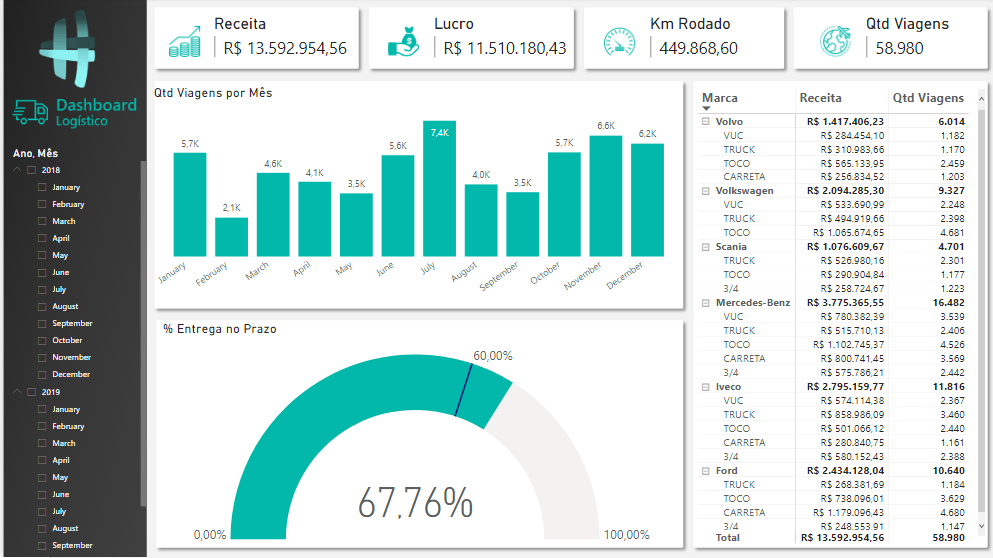 Dashboard
Logístico
Receita
R$ 13.592.954,56
Lucro
R$ 11.510.180,43
Km Rodado
449.868,60
Qtd Viagens
58.980
Ano, Mês
2018
January
February
March
April
May
June
July
August
September
October
November
December
2019
January
February
March
April
May
June
July
August
September
Qtd Viagens por Mês
5,7K 2,1K 4,6K 4,1K 3,5K 5,6K 7,4K 4,0K 3,5K 5,7K 6,6K 6,2K
January February March April May June July August September October November December
% Entrega no Prazo
60,00%
67,76%
0,00% 100,00%
Marca Receita Qtd Viagens
Volvo R$ 1.417.406,23 6.014
VUC R$ 284.454,10 1.182
TRUCK R$ 310.983,66 1.170
TOCO R$ 565.133,95 2.459
CARRETA R$ 256.834,52 1.203
Volkswagen R$ 2.094.285,30 9.327
VUC R$ 533.690,99 2.248
TRUCK R$ 494.919,66 2.398
TOCO R$ 1.065.674,65 4.681
Scania R$ 1.076.609,67 4.701
TRUCK R$ 526.980,16 2.301
TOCO R$ 290.904,84 1.177
3/4 R$ 258.724,67 1.223
Mercedes-Benz R$ 3.775.365,55 16.482
VUC R$ 780.382,39 3.539
TRUCK R$ 515.710,13 2.406
TOCO R$ 1.102.745,37 4.526
CARRETA R$ 800.741,45 3.569
3/4 R$ 575.786,21 2.442
Iveco R$ 2.795.159,77 11.816
VUC R$ 574.114,38 2.367
TRUCK R$ 858.986,09 3.460
TOCO R$ 501.066,12 2.440
CARRETA R$ 280.840,75 1.161
3/4 R$ 580.152,43 2.388
Ford R$ 2.434.128,04 10.640
TRUCK R$ 268.381,69 1.184
TOCO R$ 738.096,01 3.629
CARRETA R$ 1.179.096,43 4.680
3/4 R$ 248.553,91 1.147
Total R$ 13.592.954,56 58.980